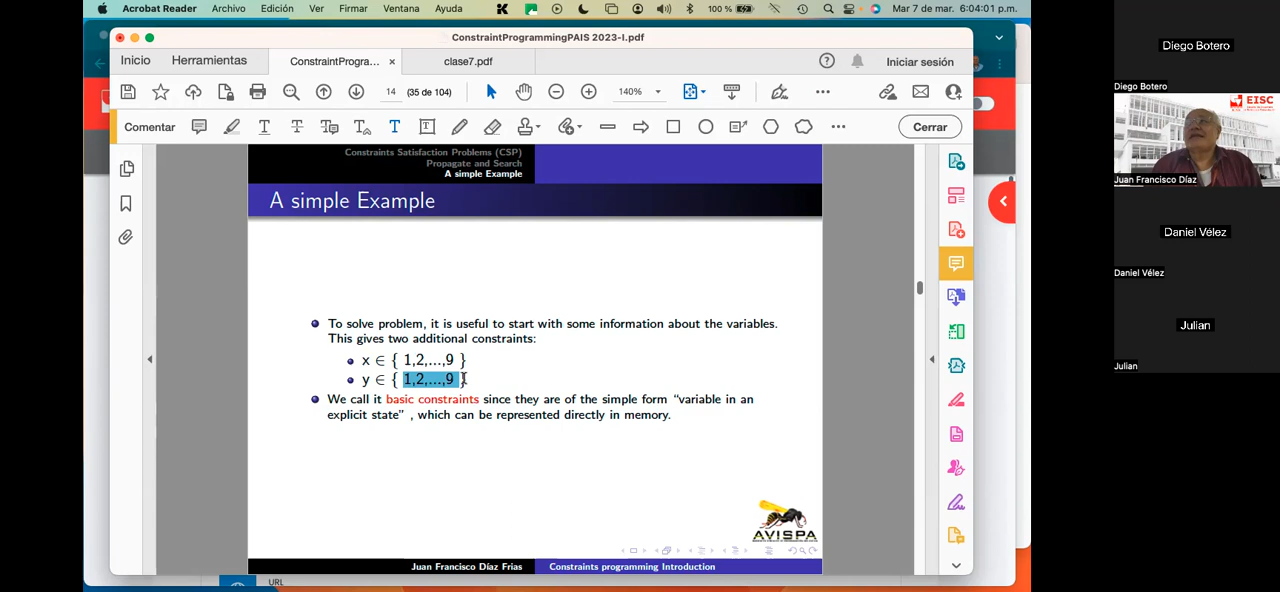 Acrobat Reader Archivo Edición Ver Firmar Ventana Ayuda 100 % Mar 7 de mar. 6:04:01 p.m.
ConstraintProgrammingPAIS 2023-I.pdf
Inicio Herramientas ConstraintProgra... × clase7.pdf Iniciar sesión
14 (35 de 104) 140%
Comentar Cerrar
Constraints Satisfaction Problems (CSP)
Propagate and Search
A simple Example
A simple Example
To solve problem, it is useful to start with some information about the variables.
This gives two additional constraints:
x ∈ { 1,2,...,9 }
y ∈ { 1,2,...,9 }
We call it basic constraints since they are of the simple form “variable in an
explicit state” , which can be represented directly in memory.
AVISPA
Juan Francisco Díaz Frias Constraints programming Introduction
URL
Diego Botero
Diego Botero
EISC
Juan Francisco Díaz
Daniel Vélez
Daniel Vélez
Julian
Julian